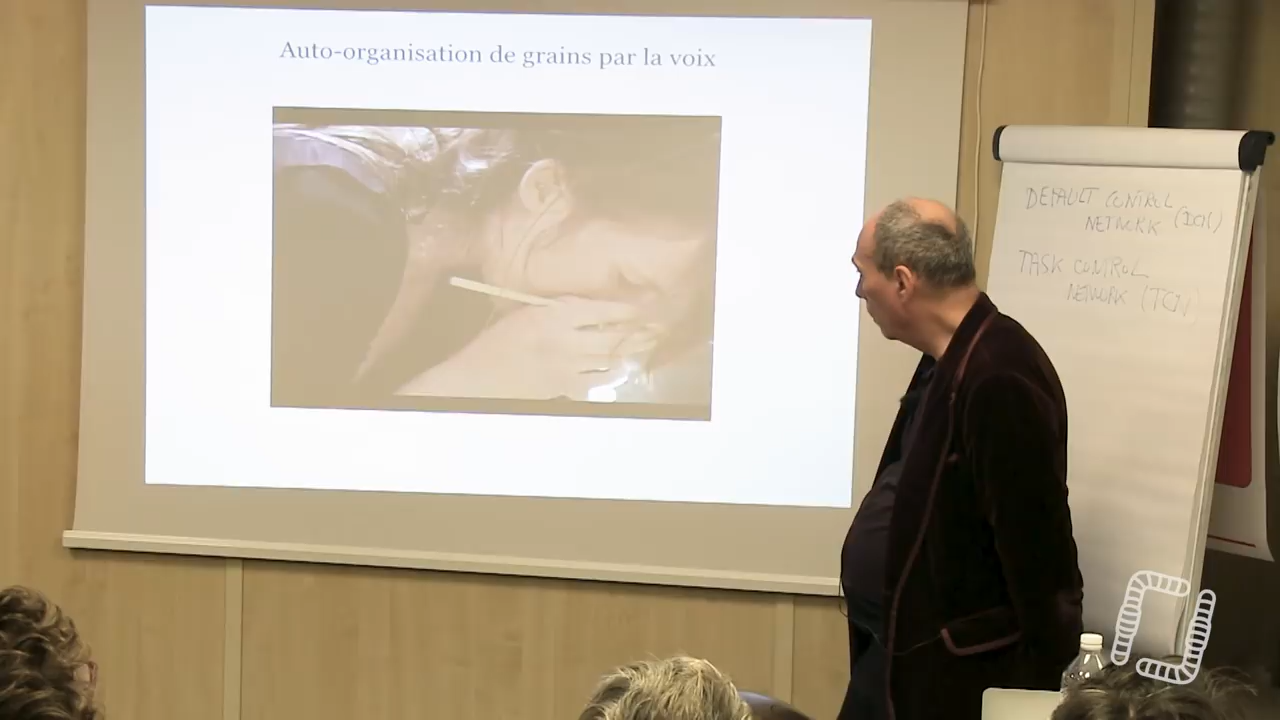 Auto-organisation de grains par la voix
DEFAULT CONTROL
NETWORK (DCN)
TASK CONTROL
NETWORK (TCN)